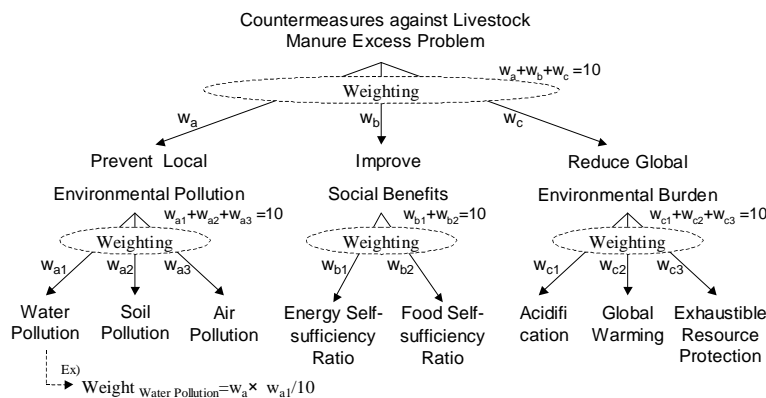 Countermeasures against Livestock
Manure Excess Problem
wa+wb+wc =10
Weighting
wa
wb
wc
Prevent Local
Environmental Pollution
Improve
Social Benefits
Reduce Global
Environmental Burden
wa1+wa2+wa3 =10
Weighting
wb1+wb2 =10
Weighting
wc1+wc2+wc3 =10
Weighting
wa1
wa2
wa3
wb1
wb2
wc1
wc2
wc3
Water
Pollution
Soil
Pollution
Air
Pollution
Energy Self-
sufficiency
Ratio
Food Self-
sufficiency
Ratio
Acidifi
cation
Global
Warming
Exhaustible
Resource
Protection
Ex)
Weight Water Pollution=wa× wa1/10